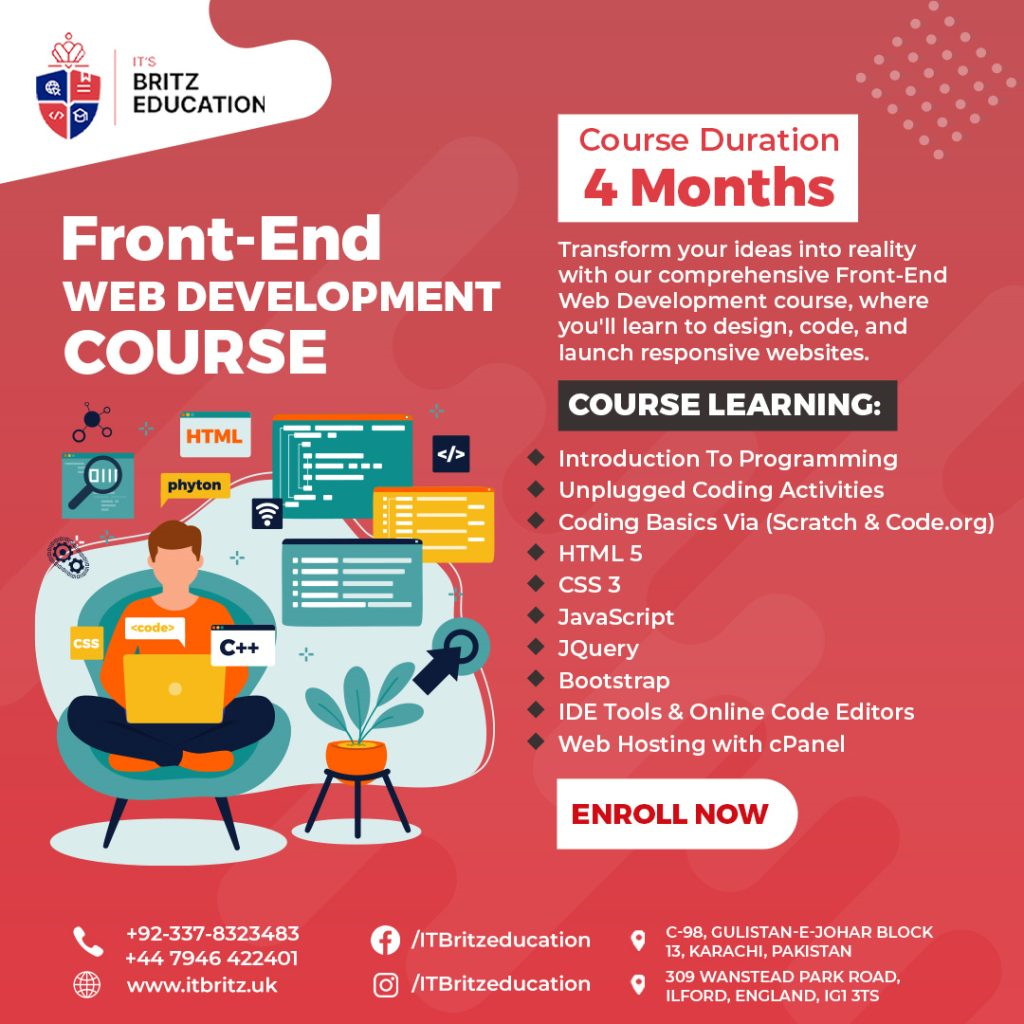 IT'S
BRITZ
EDUCATION
Front-End
WEB DEVELOPMENT
COURSE
HTML
phyton
</>
CSS
<code>
C++
Course Duration
4 Months
Transform your ideas into reality
with our comprehensive Front-End
Web Development course, where
you'll learn to design, code, and
launch responsive websites.
COURSE LEARNING:
Introduction To Programming
Unplugged Coding Activities
Coding Basics Via (Scratch & Code.org)
HTML 5
CSS 3
JavaScript
JQuery
Bootstrap
IDE Tools & Online Code Editors
Web Hosting with cPanel
ENROLL NOW
+92-337-8323483
+44 7946 422401
www.itbritz.uk
/ITBritzeducation
/ITBritzeducation
C-98, GULISTAN-E-JOHAR BLOCK
13, KARACHI, PAKISTAN
309 WANSTEAD PARK ROAD,
ILFORD, ENGLAND, IG1 3TS